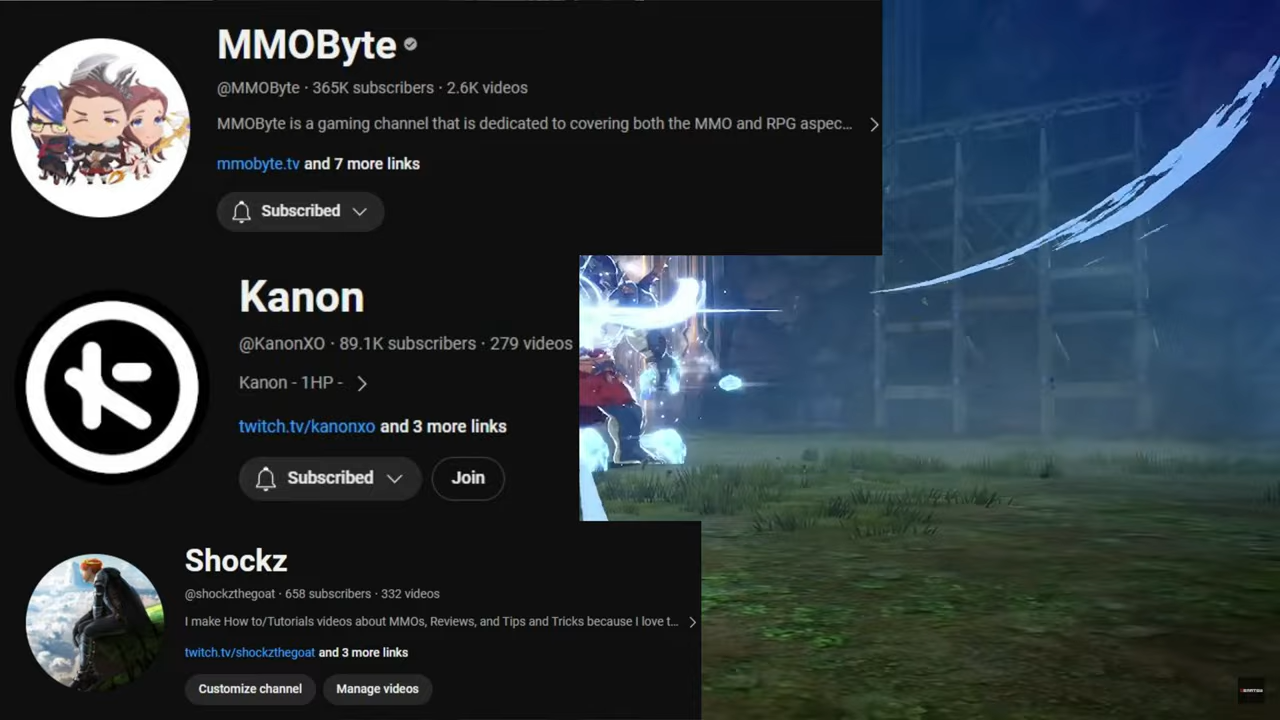 MMOByte
@MMOByte · 365K subscribers · 2.6K videos
MMOByte is a gaming channel that is dedicated to covering both the MMO and RPG aspec...
mmobyte.tv and 7 more links
Subscribed
Kanon
@KanonXO · 89.1K subscribers · 279 videos
Kanon - 1HP -
twitch.tv/kanonxo and 3 more links
Subscribed
Join
Shockz
@shockzthegoat · 658 subscribers · 332 videos
I make How to/Tutorials videos about MMOs, Reviews, and Tips and Tricks because I love t...
twitch.tv/shockzthegoat and 3 more links
Customize channel
Manage videos